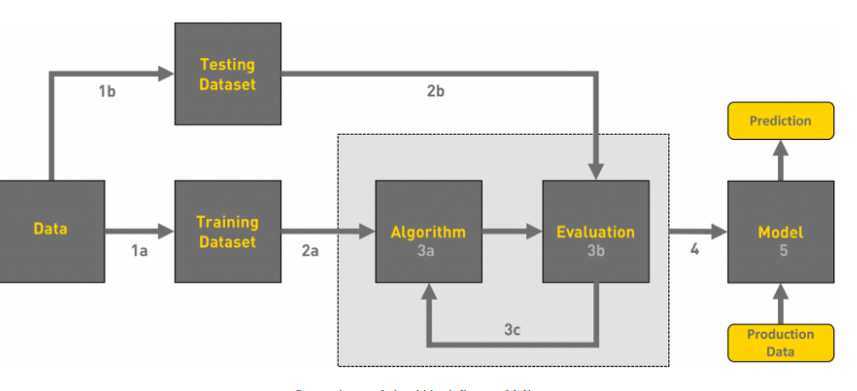 Testing
Dataset
1b
2b
Prediction
Data
Training
Dataset
Algorithm
3a
Evaluation
3b
Model
5
1a
2a
4
3c
Production
Data